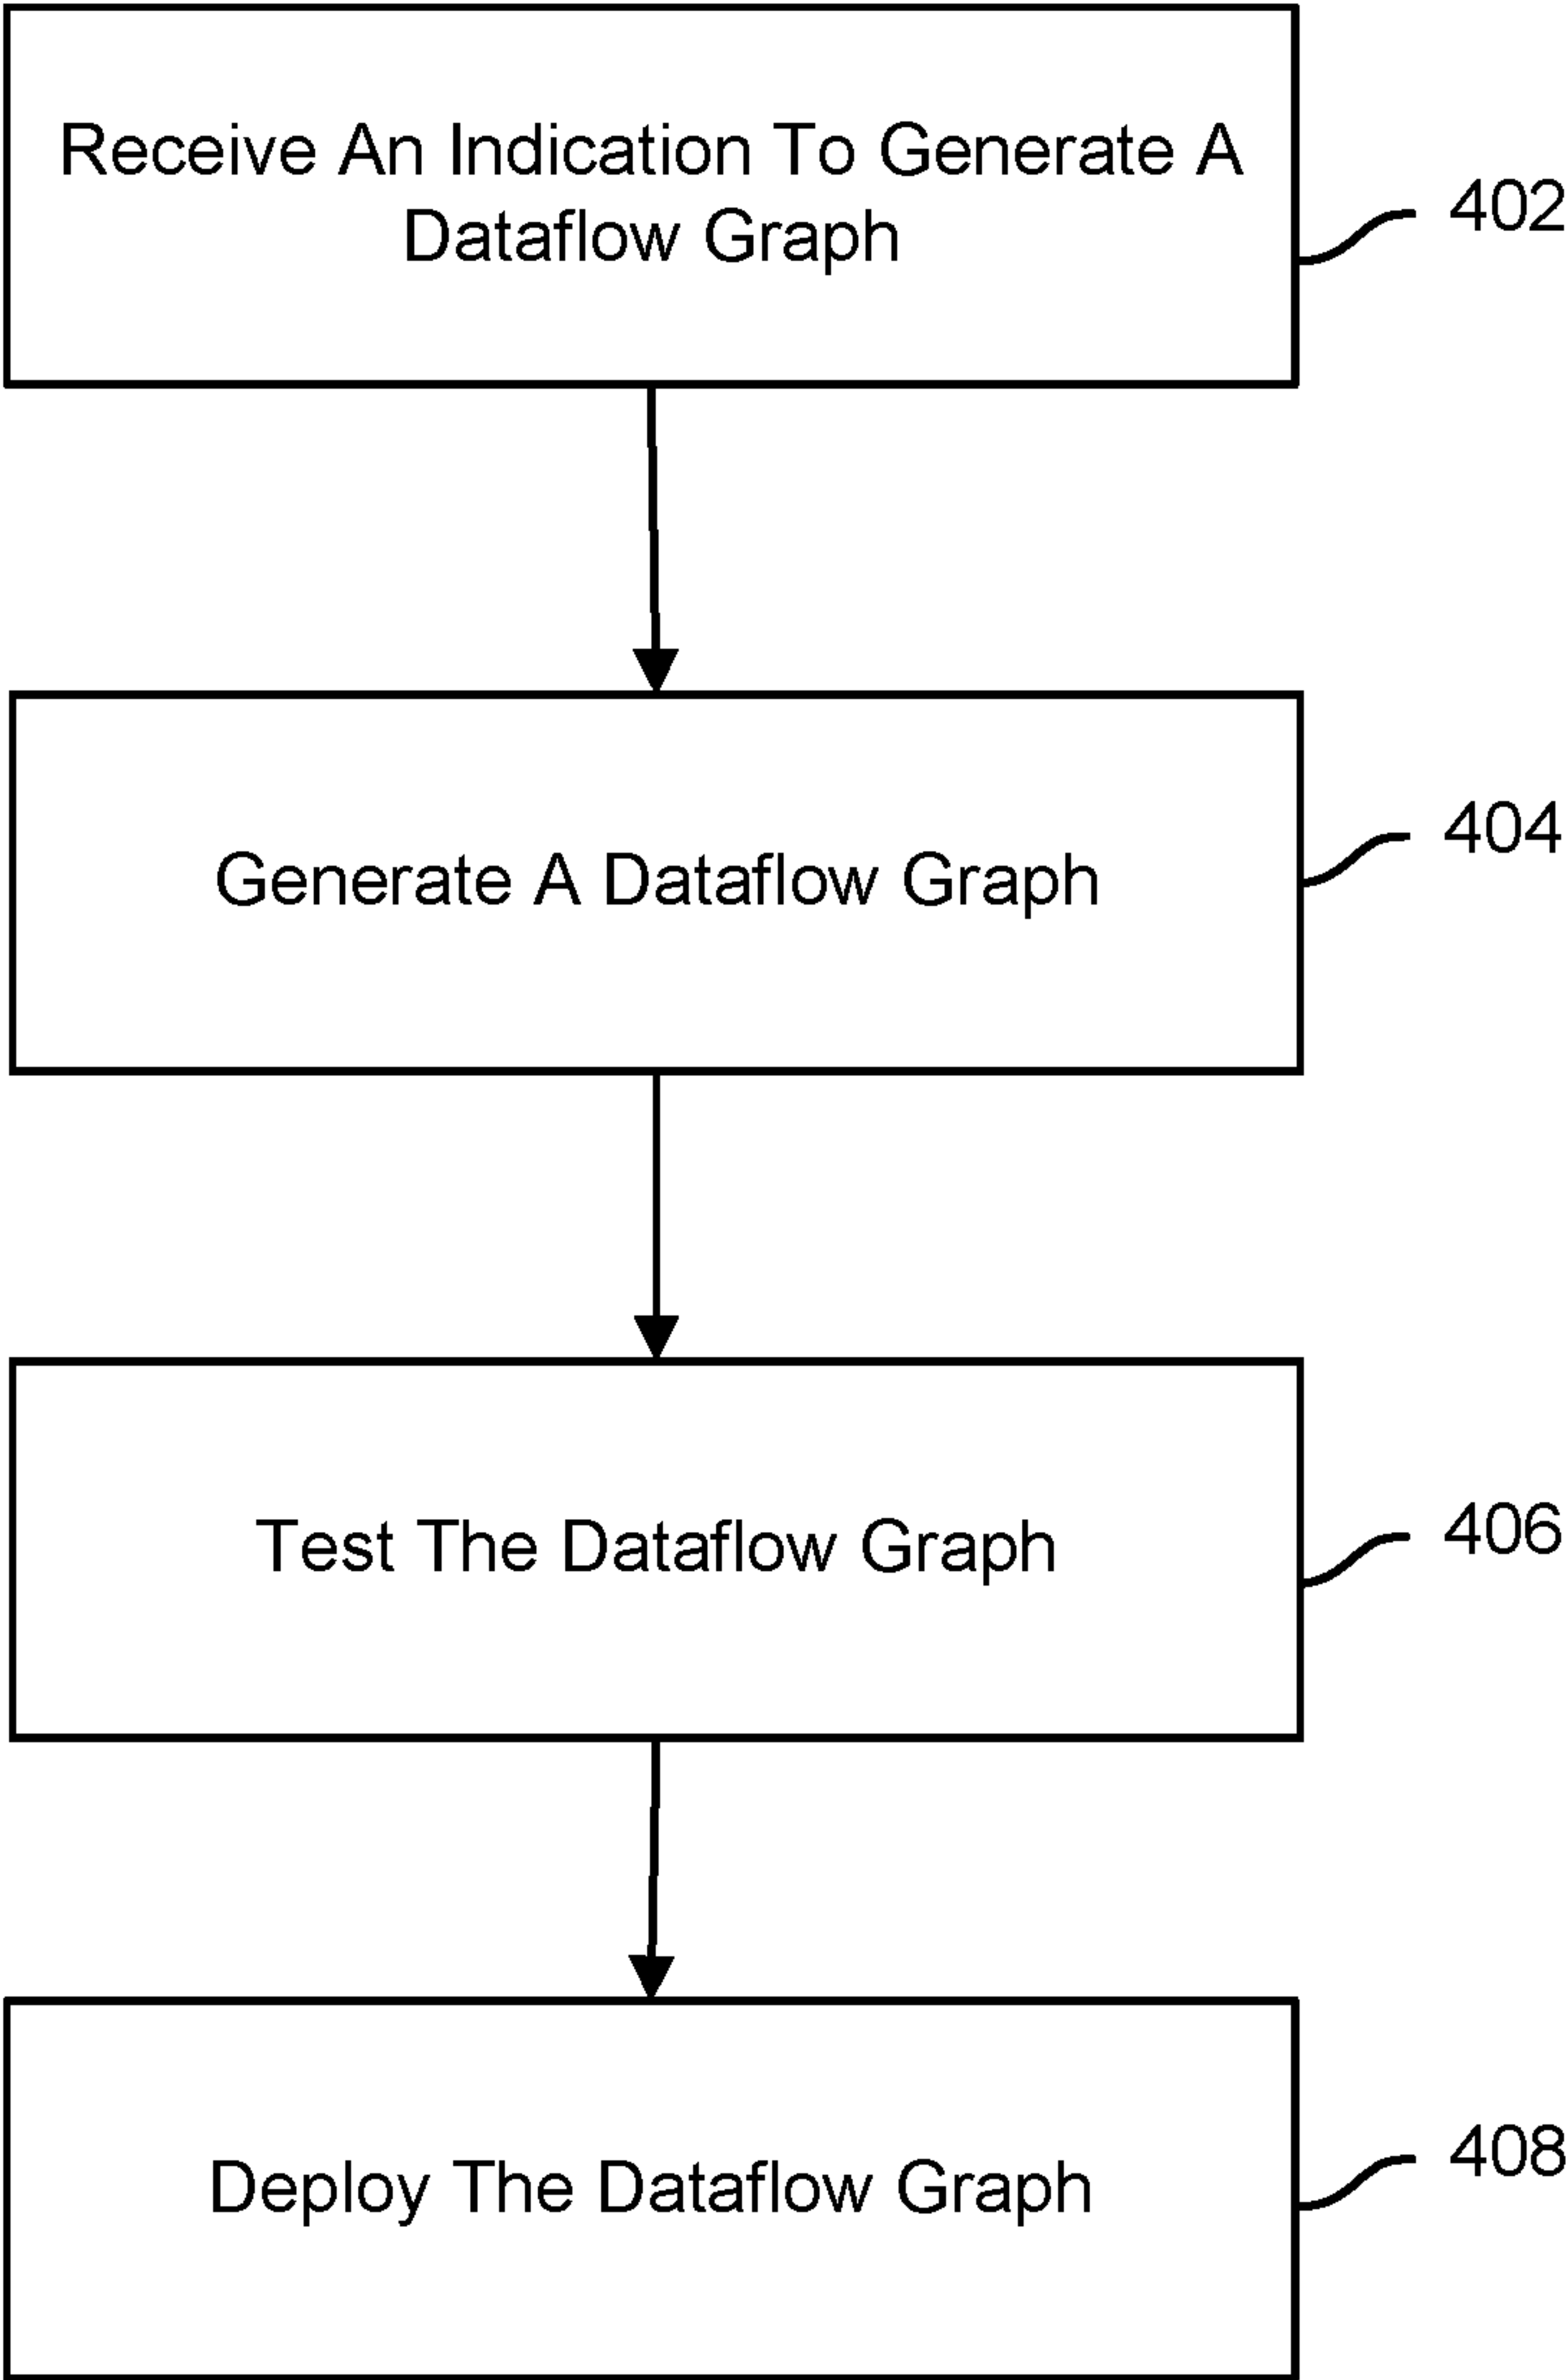 Receive An Indication To Generate A
Dataflow Graph
402
Generate A Dataflow Graph
404
Test The Dataflow Graph
406
Deploy The Dataflow Graph
408